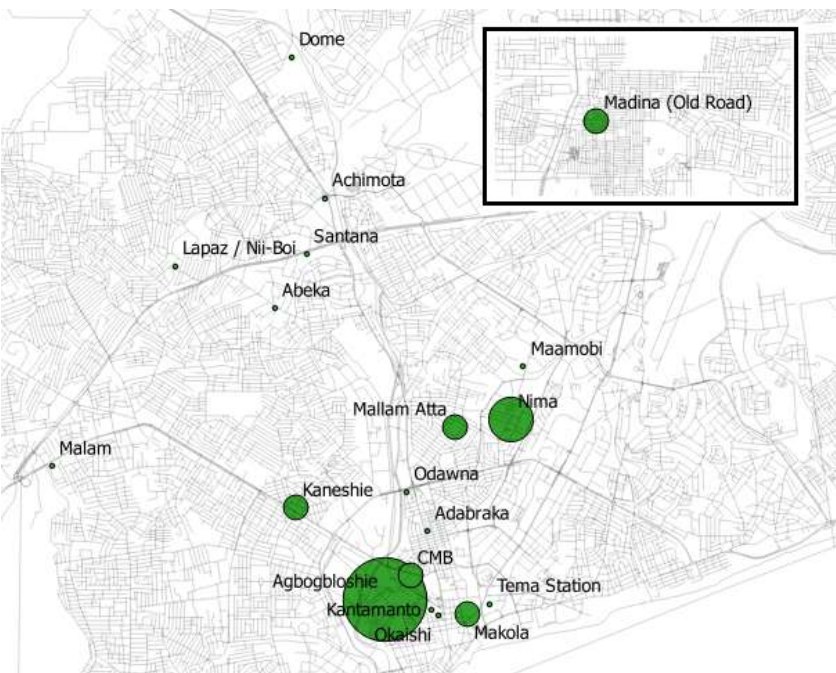 Dome
Madina (Old Road)
Achimota
Santana
Lapaz / Nii-Boi
Abeka
Maamobi
Nima
Mallam Atta
Malam
Odawna
Kaneshie
Adabraka
CMB
Agbogbloshie
Tema Station
Kantamanto
Okaishi
Makola